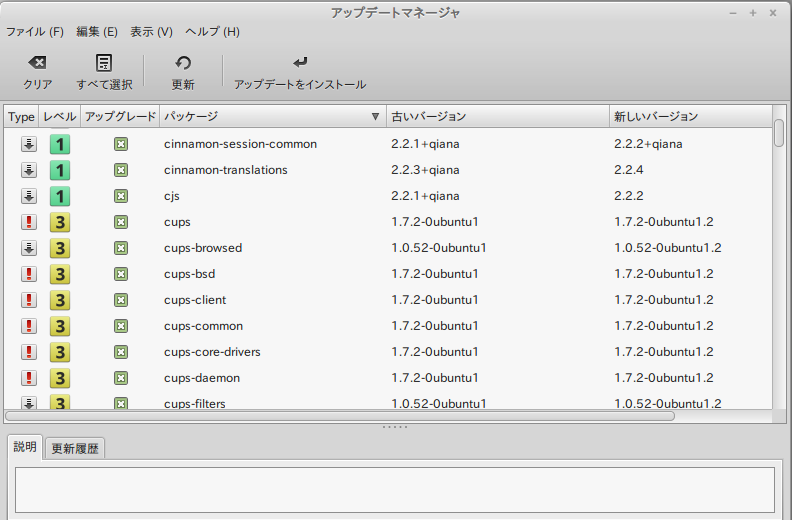 アップデートマネージャ
ファイル (F) 編集 (E) 表示 (V) ヘルプ (H)
クリア すべて選択 更新 アップデートをインストール
Type レベル アップグレード パッケージ 古いバージョン 新しいバージョン
1 cinnamon-session-common 2.2.1+qiana 2.2.2+qiana
1 cinnamon-translations 2.2.3+qiana 2.2.4
1 cjs 2.2.1+qiana 2.2.2
3 cups 1.7.2-0ubuntu1 1.7.2-0ubuntu1.2
3 cups-browsed 1.0.52-0ubuntu1 1.0.52-0ubuntu1.2
3 cups-bsd 1.7.2-0ubuntu1 1.7.2-0ubuntu1.2
3 cups-client 1.7.2-0ubuntu1 1.7.2-0ubuntu1.2
3 cups-common 1.7.2-0ubuntu1 1.7.2-0ubuntu1.2
3 cups-core-drivers 1.7.2-0ubuntu1 1.7.2-0ubuntu1.2
3 cups-daemon 1.7.2-0ubuntu1 1.7.2-0ubuntu1.2
3 cups-filters 1.0.52-0ubuntu1 1.0.52-0ubuntu1.2
説明 更新履歴